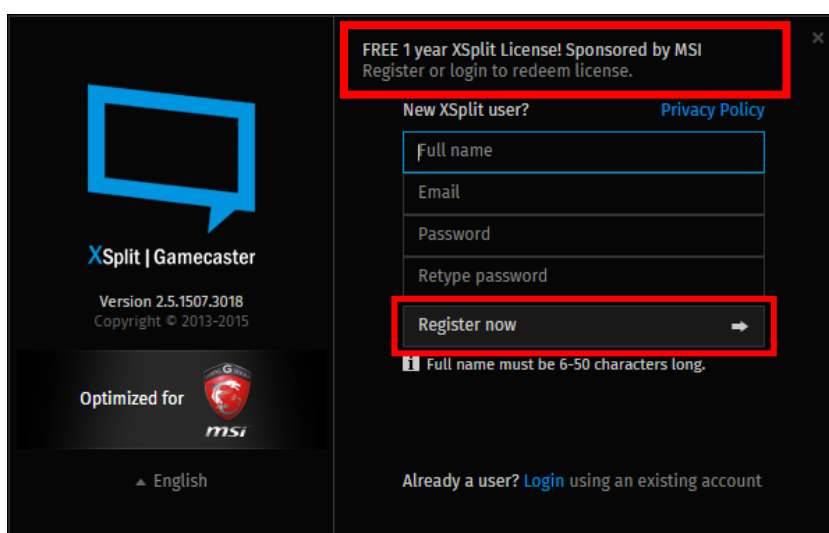 XSplit | Gamecaster
Version 2.5.1507.3018
Copyright © 2013-2015
Optimized for
G
msi
English
FREE 1 year XSplit License! Sponsored by MSI
Register or login to redeem license.
New XSplit user? Privacy Policy
Full name
Email
Password
Retype password
Register now
Full name must be 6-50 characters long.
Already a user? Login using an existing account